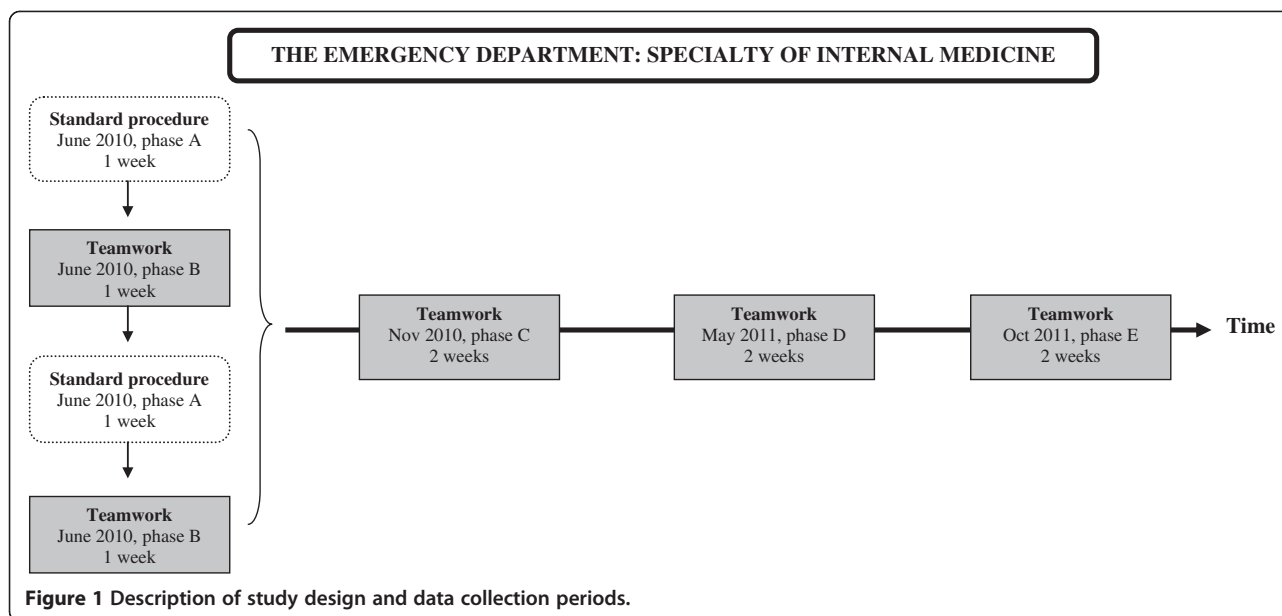 THE EMERGENCY DEPARTMENT: SPECIALTY OF INTERNAL MEDICINE
Standard procedure
June 2010, phase A
1 week
Teamwork
June 2010, phase B
1 week
Standard procedure
June 2010, phase A
1 week
Teamwork
June 2010, phase B
1 week
Teamwork
Nov 2010, phase C
2 weeks
Teamwork
May 2011, phase D
2 weeks
Teamwork
Oct 2011, phase E
2 weeks
Time
Figure 1 Description of study design and data collection periods.